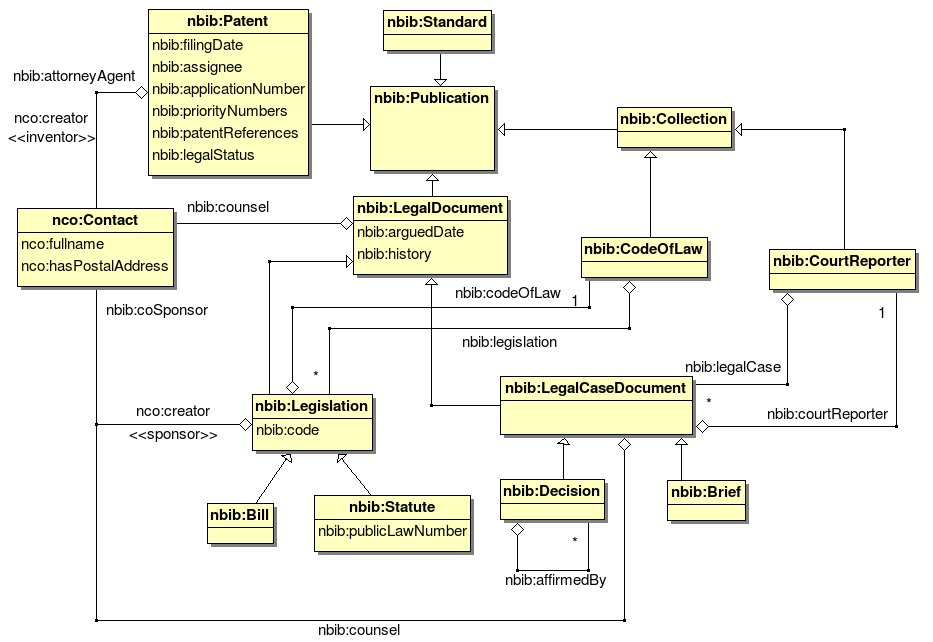 nbib:Patent
nbib:filingDate
nbib:assignee
nbib:applicationNumber
nbib:priorityNumbers
nbib:patentReferences
nbib:legalStatus
nbib:Standard
nbib:attorneyAgent
nco:creator
<<inventor>>
nbib:Publication
nbib:Collection
nco:Contact
nco:fullname
nco:hasPostalAddress
nbib:counsel
nbib:LegalDocument
nbib:arguedDate
nbib:history
nbib:CodeOfLaw
nbib:CourtReporter
nbib:coSponsor
nbib:codeOfLaw
1
nbib:legislation
1
*
nbib:legalCase
*
nbib:courtReporter
nco:creator
<<sponsor>>
nbib:Legislation
nbib:code
nbib:LegalCaseDocument
nbib:Bill
nbib:Statute
nbib:publicLawNumber
nbib:Decision
nbib:Brief
*
nbib:affirmedBy
nbib:counsel